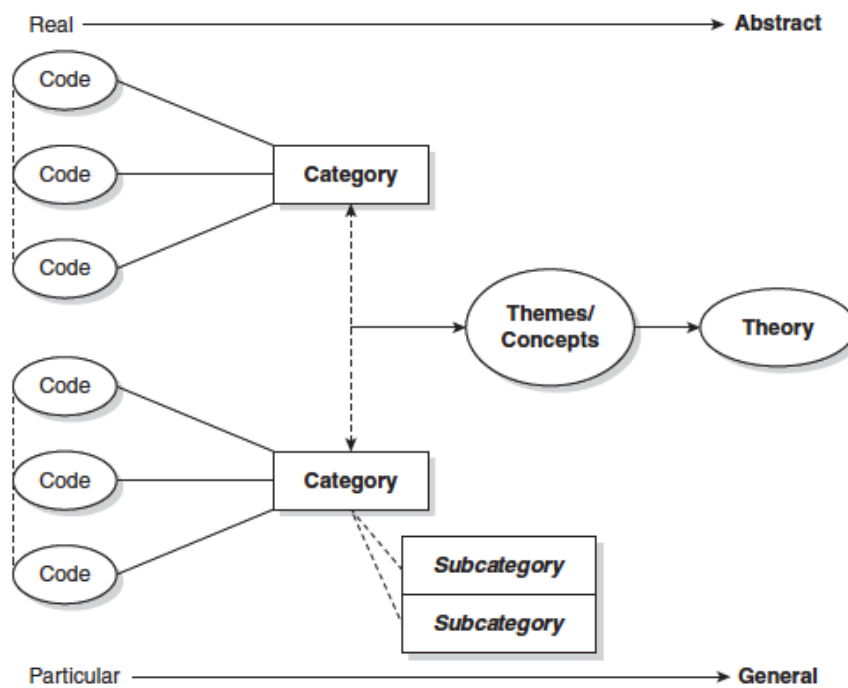 Real
Abstract
Code
Code
Category
Code
Themes/
Concepts
Theory
Code
Code
Category
Code
Subcategory
Subcategory
Particular
General